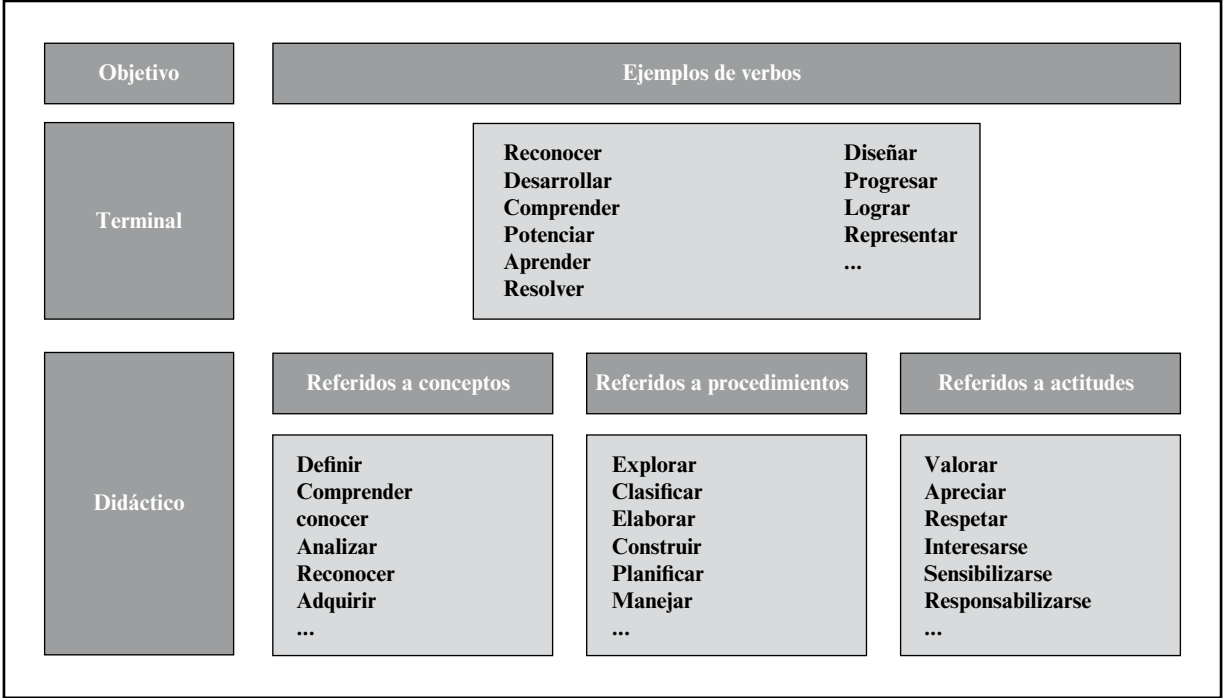 Objetivo
Ejemplos de verbos
Terminal
Reconocer
Desarrollar
Comprender
Potenciar
Aprender
Resolver
Diseñar
Progresar
Lograr
Representar
...
Didáctico
Referidos a conceptos
Definir
Comprender
conocer
Analizar
Reconocer
Adquirir
...
Referidos a procedimientos
Explorar
Clasificar
Elaborar
Construir
Planificar
Manejar
...
Referidos a actitudes
Valorar
Apreciar
Respetar
Interesarse
Sensibilizarse
Responsabilizarse
...